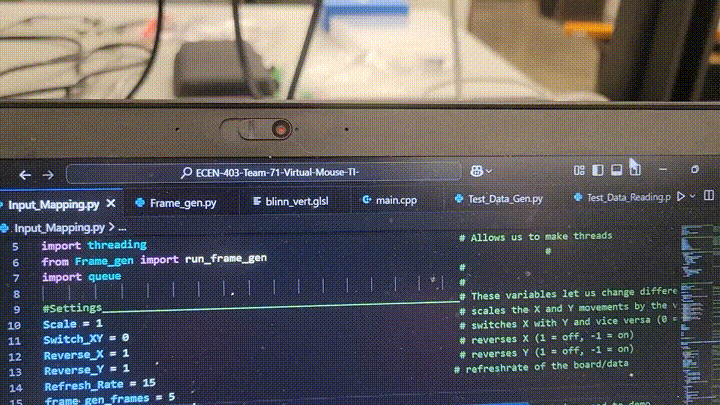 ECEN-403-Team-71-Virtual-Mouse-TI-
Input_Mapping.py Frame_gen.py blinn_vert.glsl main.cpp Test_Data_Gen.py Test_Data_Reading.p
Input_Mapping.py > ...
5 import threading # Allows us to make threads
6 from Frame_gen import run_frame_gen #
7 import queue #
8 #
9 #Settings # These variables let us change differe
10 Scale = 1 # scales the X and Y movements by the v
11 Switch_XY = 0 # switches X with Y and vice versa (0 =
12 Reverse_X = 1 # reverses X (1 = off, -1 = on)
13 Reverse_Y = 1 # reverses Y (1 = off, -1 = on)
14 Refresh_Rate = 15 # refreshrate of the board/data
15 frame_gen_frames = 5